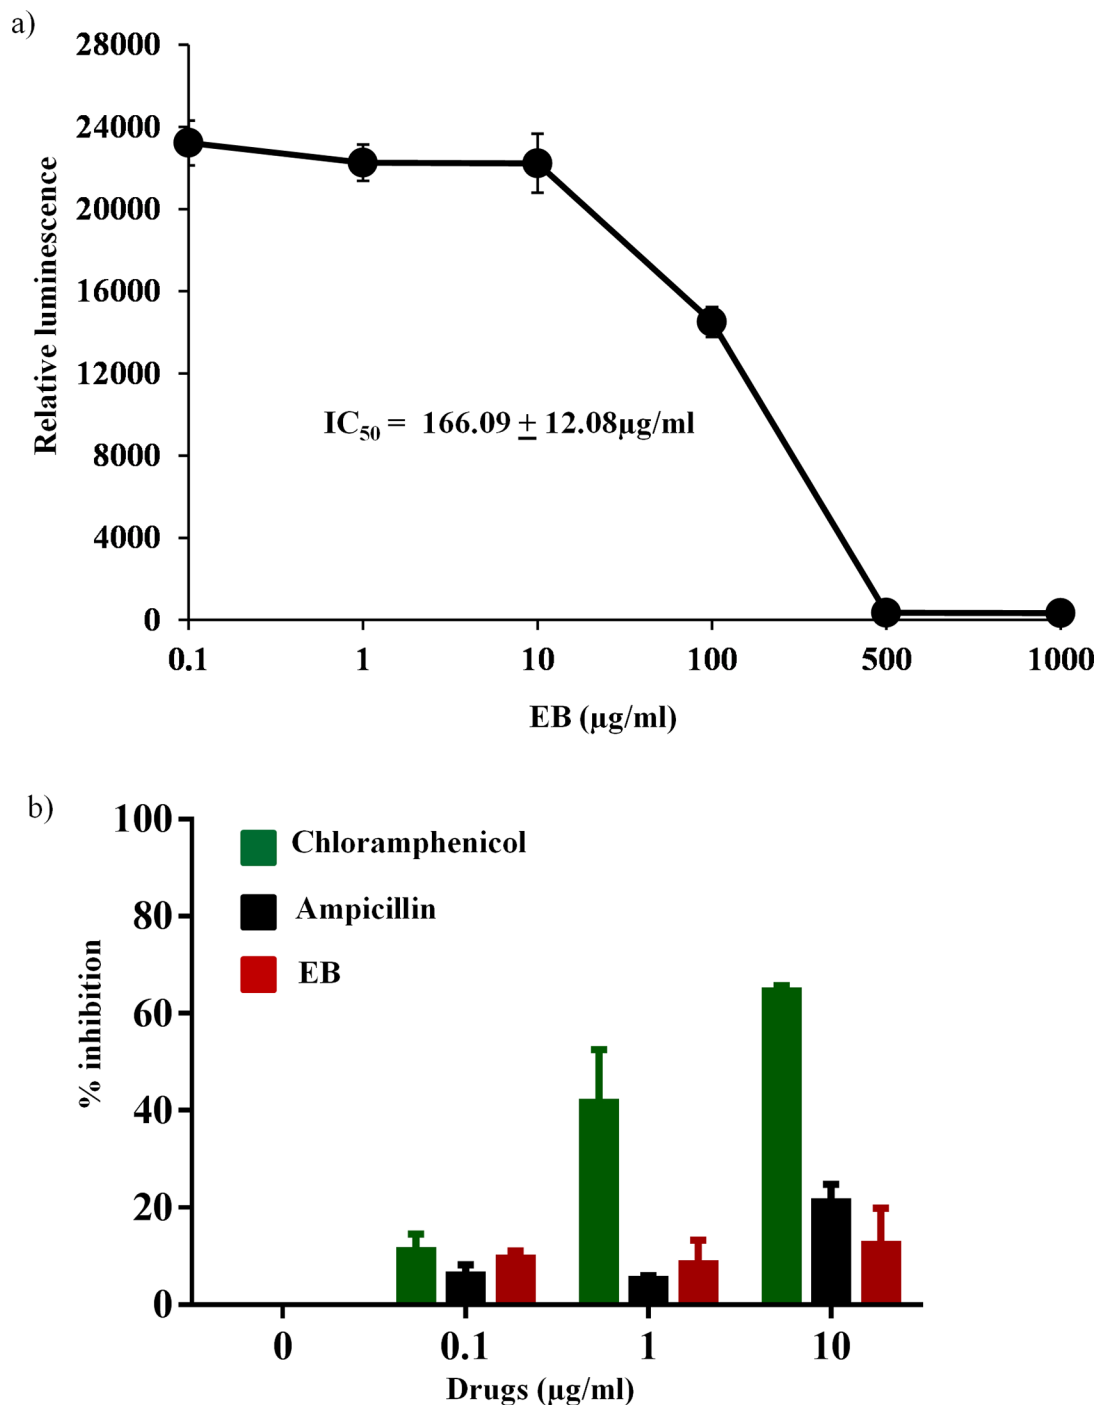 a)
28000
24000
20000
16000
12000
8000
4000
0
Relative luminescence
IC50 = 166.09 ± 12.08µg/ml
0.1 1 10 100 500 1000
EB (µg/ml)
b)
100
80
60
40
20
0
% inhibition
Chloramphenicol
Ampicillin
EB
0 0.1 1 10
Drugs (µg/ml)